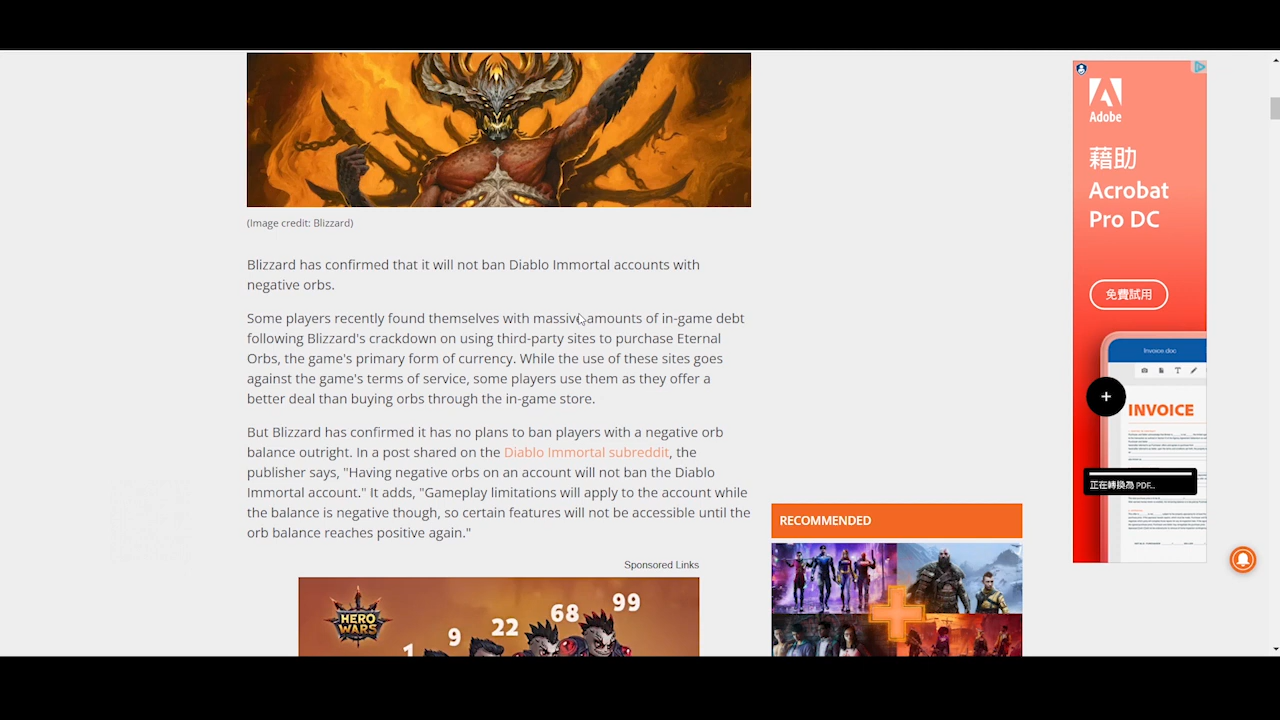 (Image credit: Blizzard)
Blizzard has confirmed that it will not ban Diablo Immortal accounts with
negative orbs.
Some players recently found themselves with massive amounts of in-game debt
following Blizzard's crackdown on using third-party sites to purchase Eternal
Orbs, the game's primary form of currency. While the use of these sites goes
against the game's terms of service, some players use them as they offer a
better deal than buying orbs through the in-game store.
But Blizzard has confirmed it has no plans to ban players with a negative orb
balance outright. In a post shared on the Diablo Immortal subreddit, the
publisher says, "Having negative orbs on an account will not ban the Diablo
Immortal account." It adds, "Gameplay limitations will apply to the account while
the balance is negative though. Certain features will not be accessible until the
orb balance reaches positive again."
Sponsored Links
HERO
WARS
1
9
22
68
99
RECOMMENDED
Adobe
藉助
Acrobat
Pro DC
免費試用
Invoice.doc
INVOICE
正在轉換為 PDF...